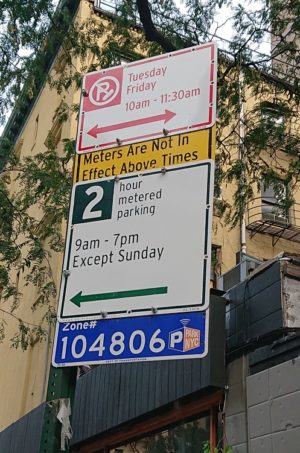 P
Tuesday
Friday
10am - 11:30am
Meters Are Not In
Effect Above Times
2 hour
metered
parking
9am - 7pm
Except Sunday
Zone#
104806 P PARK
NYC